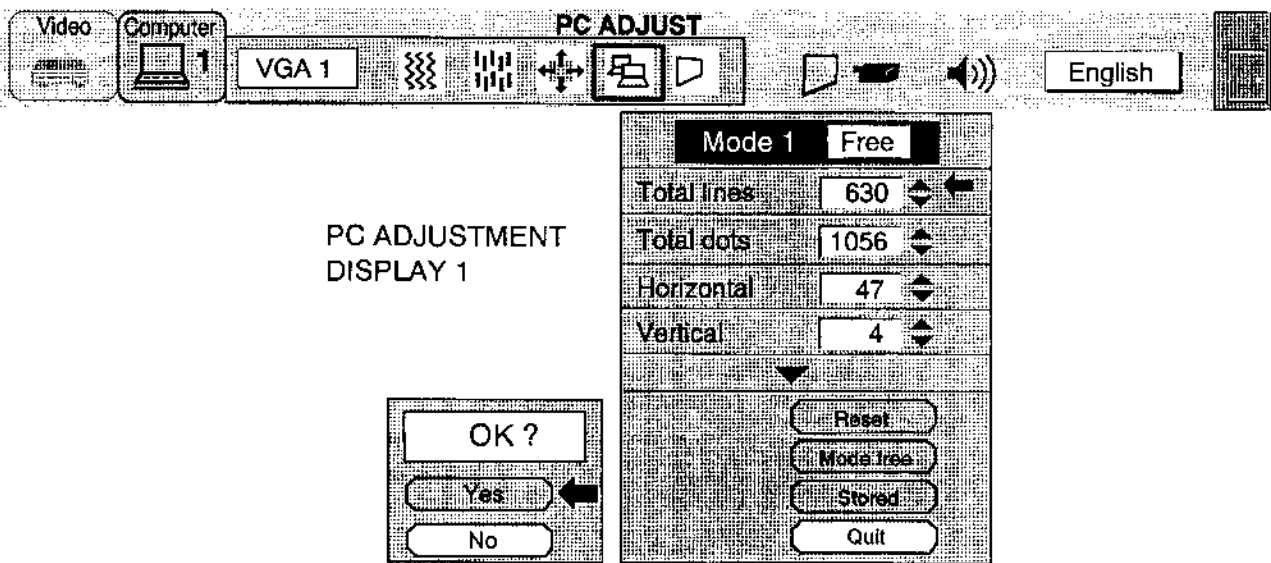 PC ADJUST
Video
Computer
1
VGA 1
English
Mode 1 Free
Total lines 630
Total dots 1056
Horizontal 47
Vertical 4
PC ADJUSTMENT
DISPLAY 1
Reset
Mode free
Stored
Quit
OK ?
Yes
No